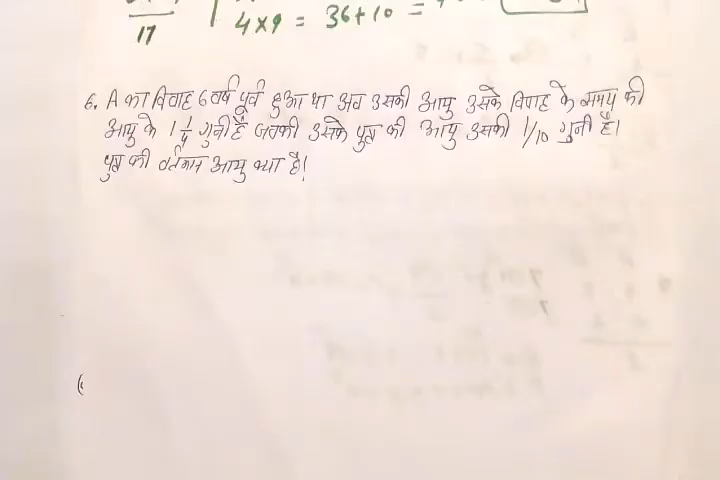 17
4×9 = 36+10 =
6. A का विवाह 6 वर्ष पूर्व हुआ था अब उसकी आयु उसके विवाह के समय की
आयु के 1 1/4 गुनी है जबकी उसके पुत्र की आयु उसकी 1/10 गुनी है।
पुत्र की वर्तमान आयु क्या है!
(